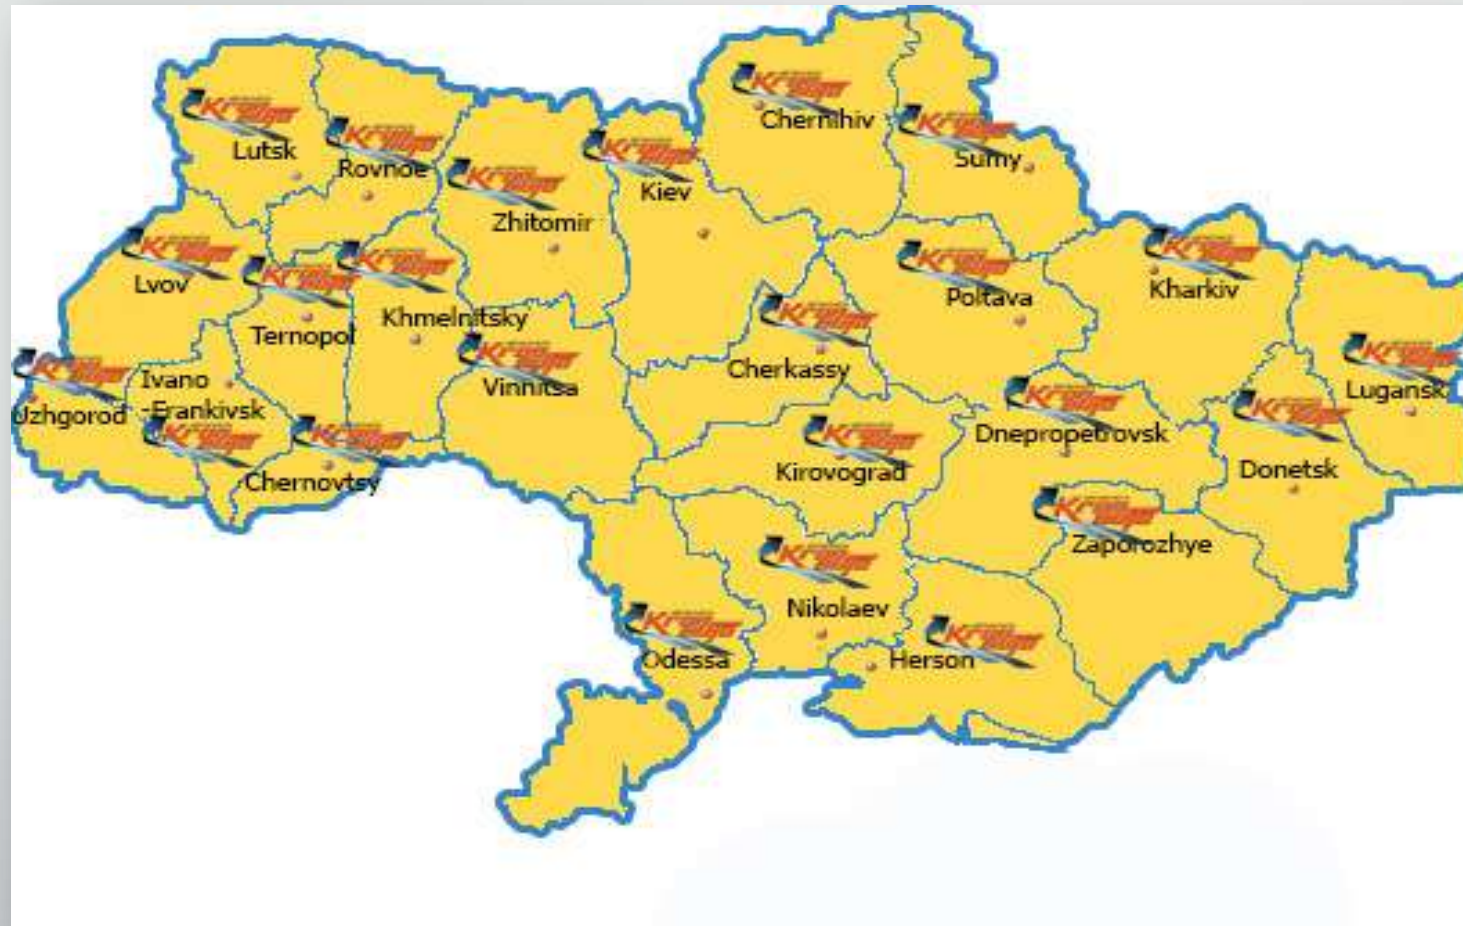 Chernihiv
Lutsk
Rovnoe
Sumy
Kiev
Zhitomir
Lvov
Kharkiv
Poltava
Khmelnitsky
Ternopol
Cherkassy
Ivano
-Frankivsk
Vinnitsa
Lugansk
Uzhgorod
Dnepropetrovsk
Kirovograd
Donetsk
Chernovtsy
Zaporozhye
Nikolaev
Odessa
Herson